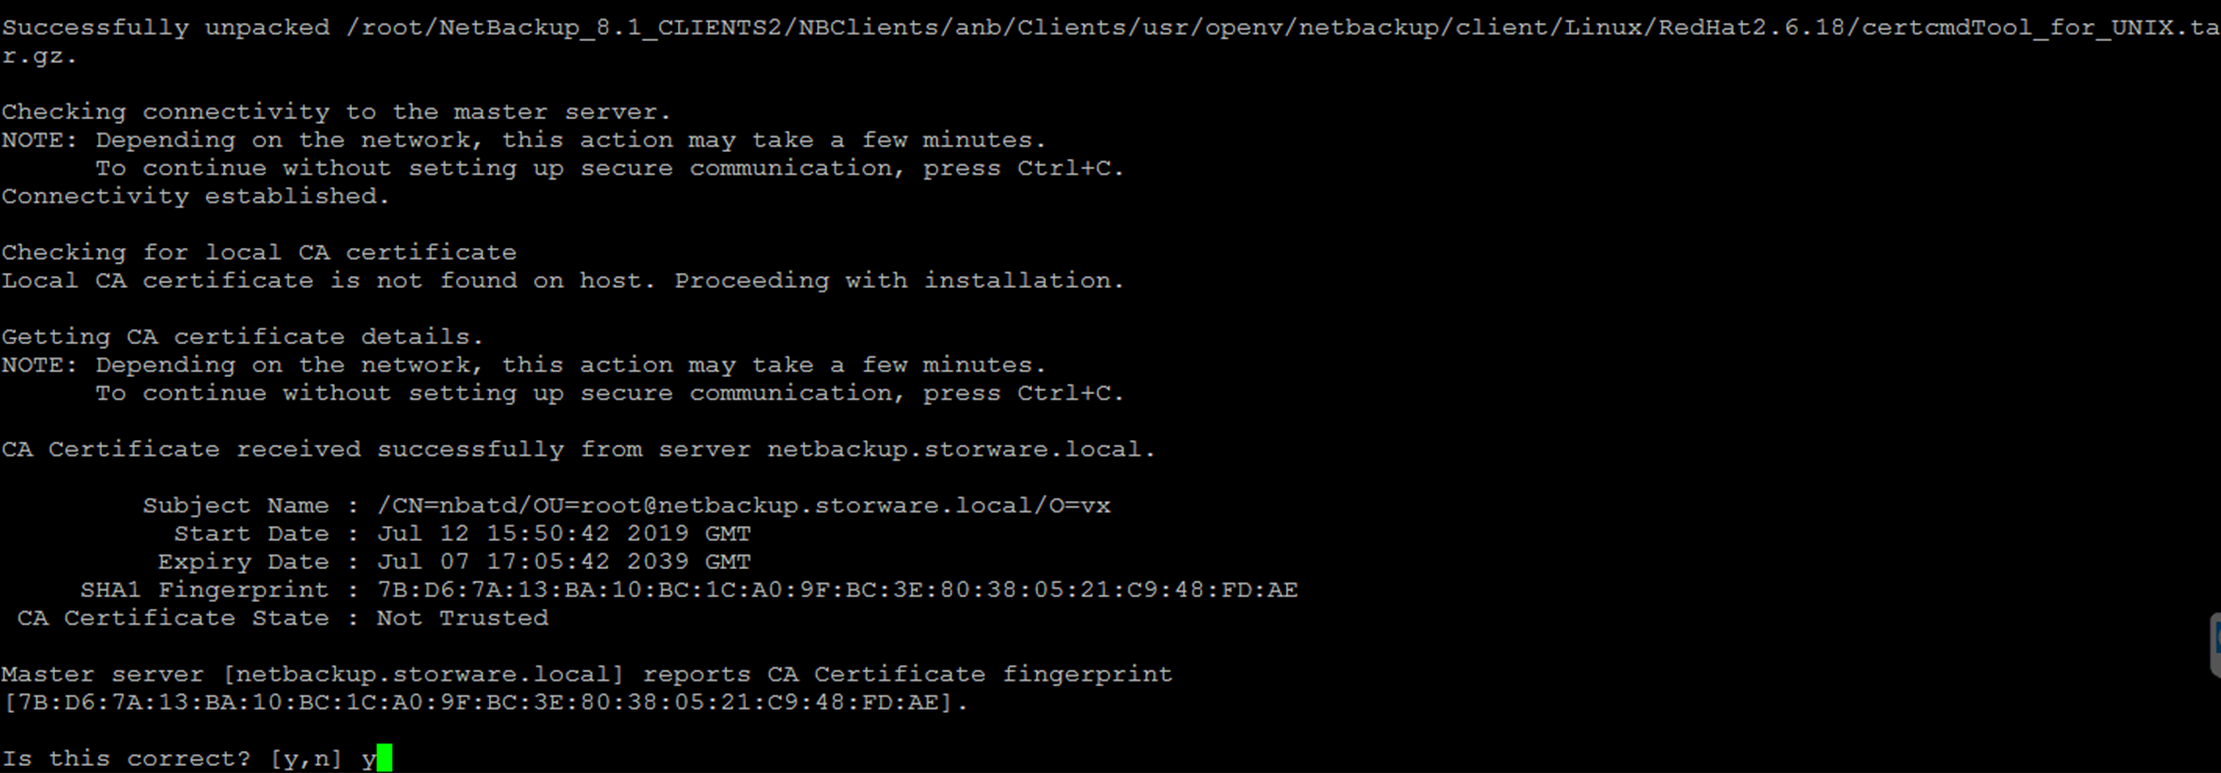 Successfully unpacked /root/NetBackup_8.1_CLIENTS2/NBClients/anb/Clients/usr/openv/netbackup/client/Linux/RedHat2.6.18/certcmdTool_for_UNIX.ta
r.gz.
Checking connectivity to the master server.
NOTE: Depending on the network, this action may take a few minutes.
To continue without setting up secure communication, press Ctrl+C.
Connectivity established.
Checking for local CA certificate
Local CA certificate is not found on host. Proceeding with installation.
Getting CA certificate details.
NOTE: Depending on the network, this action may take a few minutes.
To continue without setting up secure communication, press Ctrl+C.
CA Certificate received successfully from server netbackup.storware.local.
Subject Name : /CN=nbatd/OU=root@netbackup.storware.local/O=vx
Start Date : Jul 12 15:50:42 2019 GMT
Expiry Date : Jul 07 17:05:42 2039 GMT
SHA1 Fingerprint : 7B:D6:7A:13:BA:10:BC:1C:A0:9F:BC:3E:80:38:05:21:C9:48:FD:AE
CA Certificate State : Not Trusted
Master server [netbackup.storware.local] reports CA Certificate fingerprint
[7B:D6:7A:13:BA:10:BC:1C:A0:9F:BC:3E:80:38:05:21:C9:48:FD:AE].
Is this correct? [y,n] y